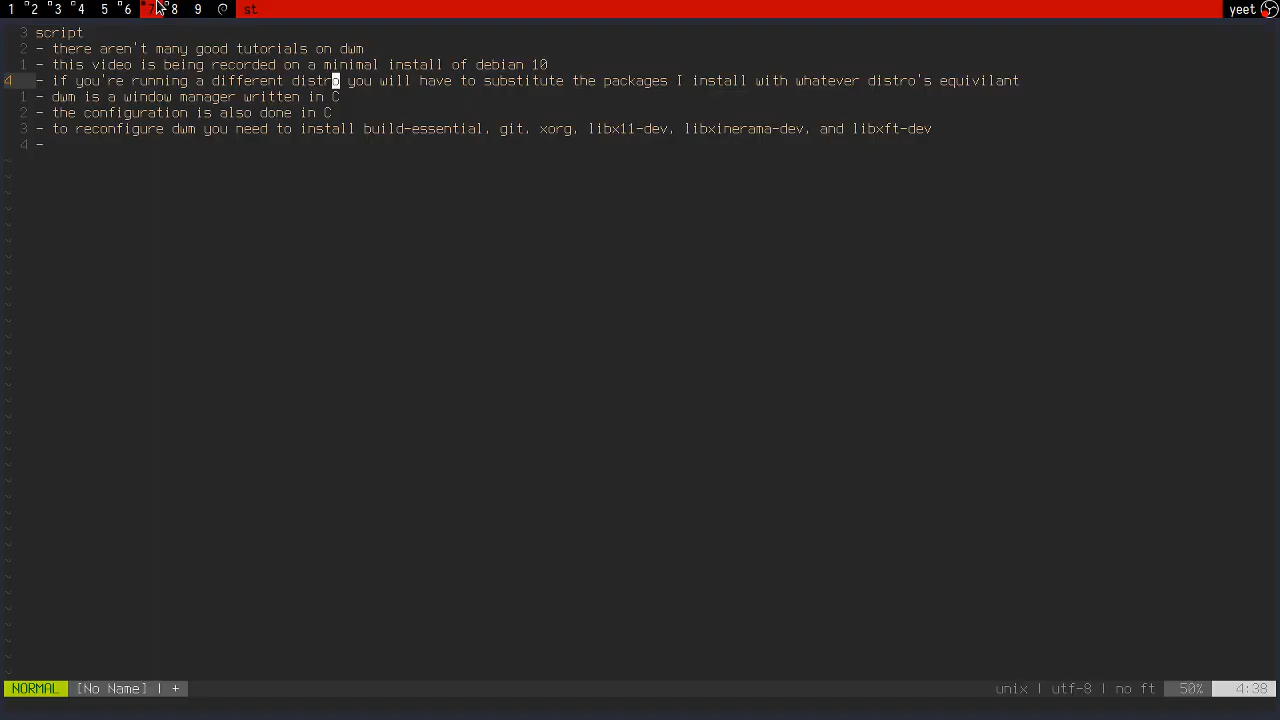 1 2 3 4 5 6 7 8 9 st yeet
3 script
2 - there aren't many good tutorials on dwm
1 - this video is being recorded on a minimal install of debian 10
4 - if you're running a different distro you will have to substitute the packages I install with whatever distro's equivilant
1 - dwm is a window manager written in C
2 - the configuration is also done in C
3 - to reconfigure dwm you need to install build-essential, git, xorg, libx11-dev, libxinerama-dev, and libxft-dev
4 -
NORMAL [No Name] | + unix | utf-8 | no ft 50% 4:38